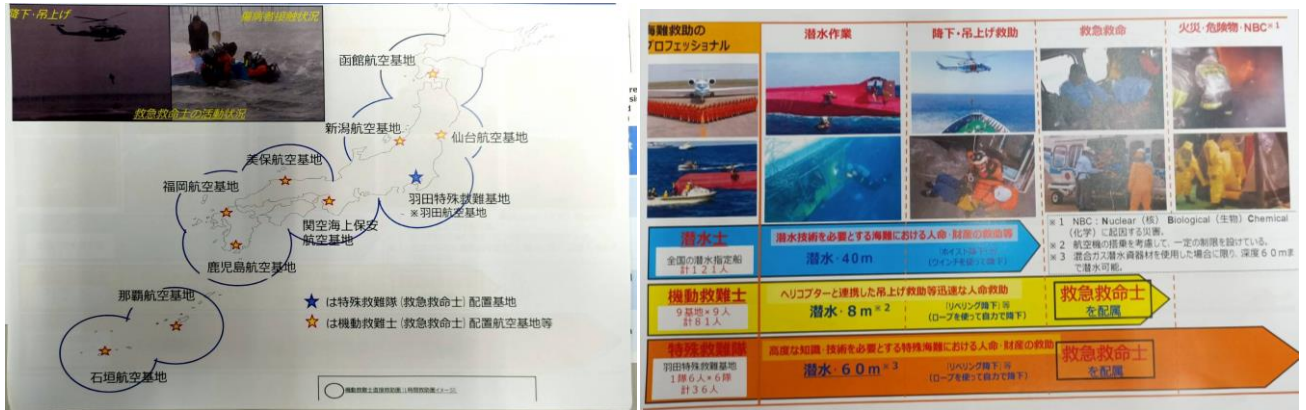 降下・吊上げ
傷病者接触状況
救急救命士の活動状況
函館航空基地
新潟航空基地
仙台航空基地
美保航空基地
福岡航空基地
羽田特殊救難基地
※羽田航空基地
関空海上保安
航空基地
鹿児島航空基地
那覇航空基地
石垣航空基地
は特殊救難隊(救急救命士)配置基地
は機動救難士(救急救命士)配置航空基地等
海難救助の
プロフェッショナル
潜水作業
降下・吊上げ救助
救急救命
火災・危険物・NBC※1
※1 NBC:Nuclear(核) Biological(生物) Chemical
(化学)に起因する災害。
※2 航空機の搭乗を考慮して、一定の制限を設けている。
※3 混合ガス潜水資器材を使用した場合に限り、深度60mま
で潜水可能。
潜水士
全国の潜水指定船
計121人
潜水技術を必要とする海難における人命・財産の救助等
潜水・40m
機動救難士
9基地×9人
計81人
ヘリコプターと連携した吊上げ救助等迅速な人命救助
潜水・8m※2
[リペリング降下]等
(ロープを使って自力で降下)
救急救命士
を配属
特殊救難隊
羽田特殊救難基地
1隊6人×6隊
計36人
高度な知識・技術を必要とする特殊海難における人命・財産の救助
潜水・60m※3
[リペリング降下]等
(ロープを使って自力で降下)
救急救命士
を配属